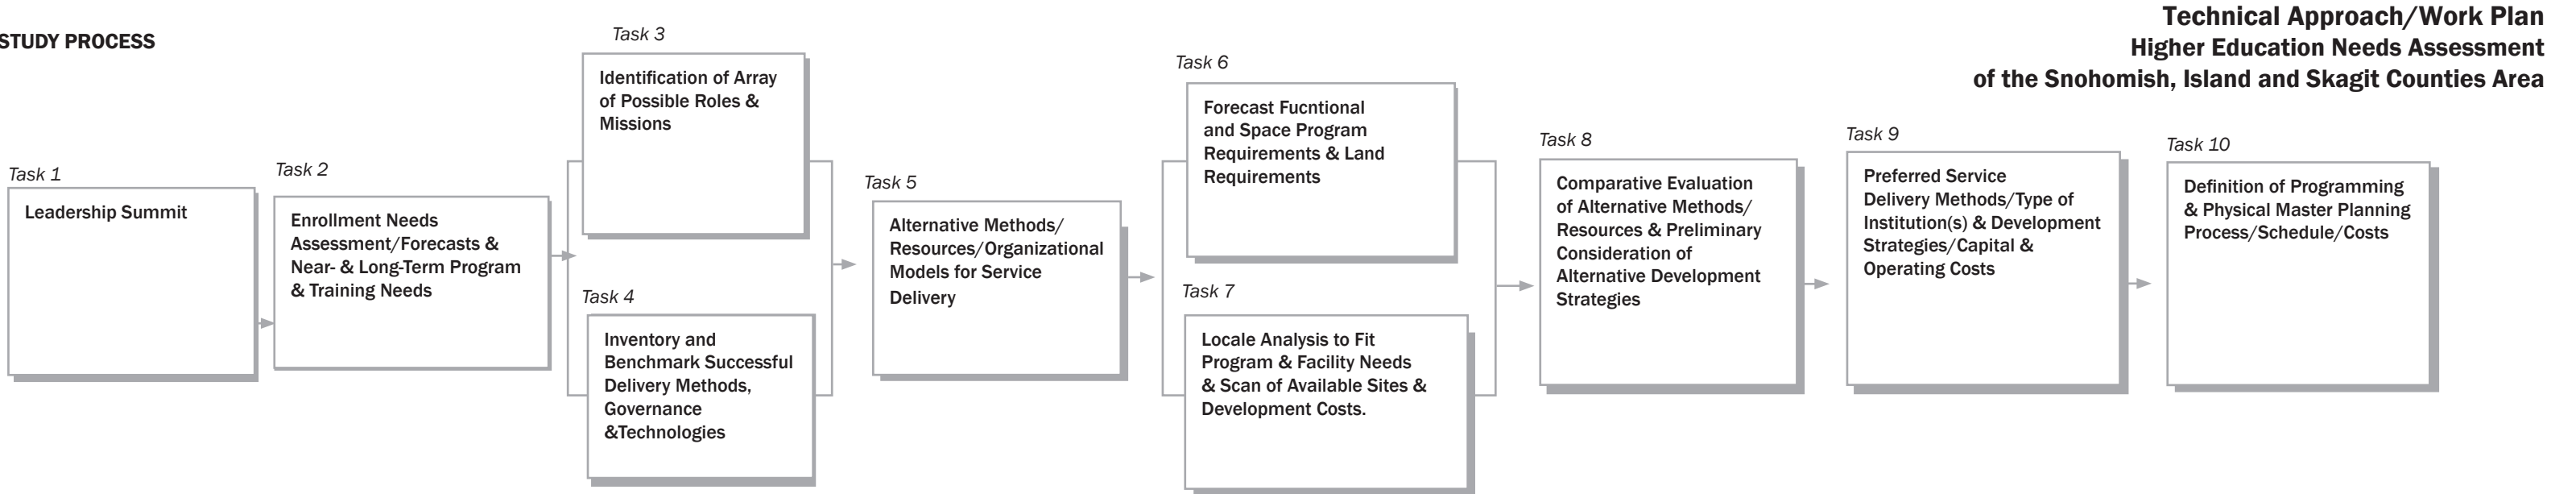 STUDY PROCESS
Technical Approach/Work Plan
Higher Education Needs Assessment
of the Snohomish, Island and Skagit Counties Area
Task 1
Leadership Summit
Task 2
Enrollment Needs
Assessment/Forecasts &
Near- & Long-Term Program
& Training Needs
Task 3
Identification of Array
of Possible Roles &
Missions
Task 4
Inventory and
Benchmark Successful
Delivery Methods,
Governance
&Technologies
Task 5
Alternative Methods/
Resources/Organizational
Models for Service
Delivery
Task 6
Forecast Fucntional
and Space Program
Requirements & Land
Requirements
Task 7
Locale Analysis to Fit
Program & Facility Needs
& Scan of Available Sites &
Development Costs.
Task 8
Comparative Evaluation
of Alternative Methods/
Resources & Preliminary
Consideration of
Alternative Development
Strategies
Task 9
Preferred Service
Delivery Methods/Type of
Institution(s) & Development
Strategies/Capital &
Operating Costs
Task 10
Definition of Programming
& Physical Master Planning
Process/Schedule/Costs